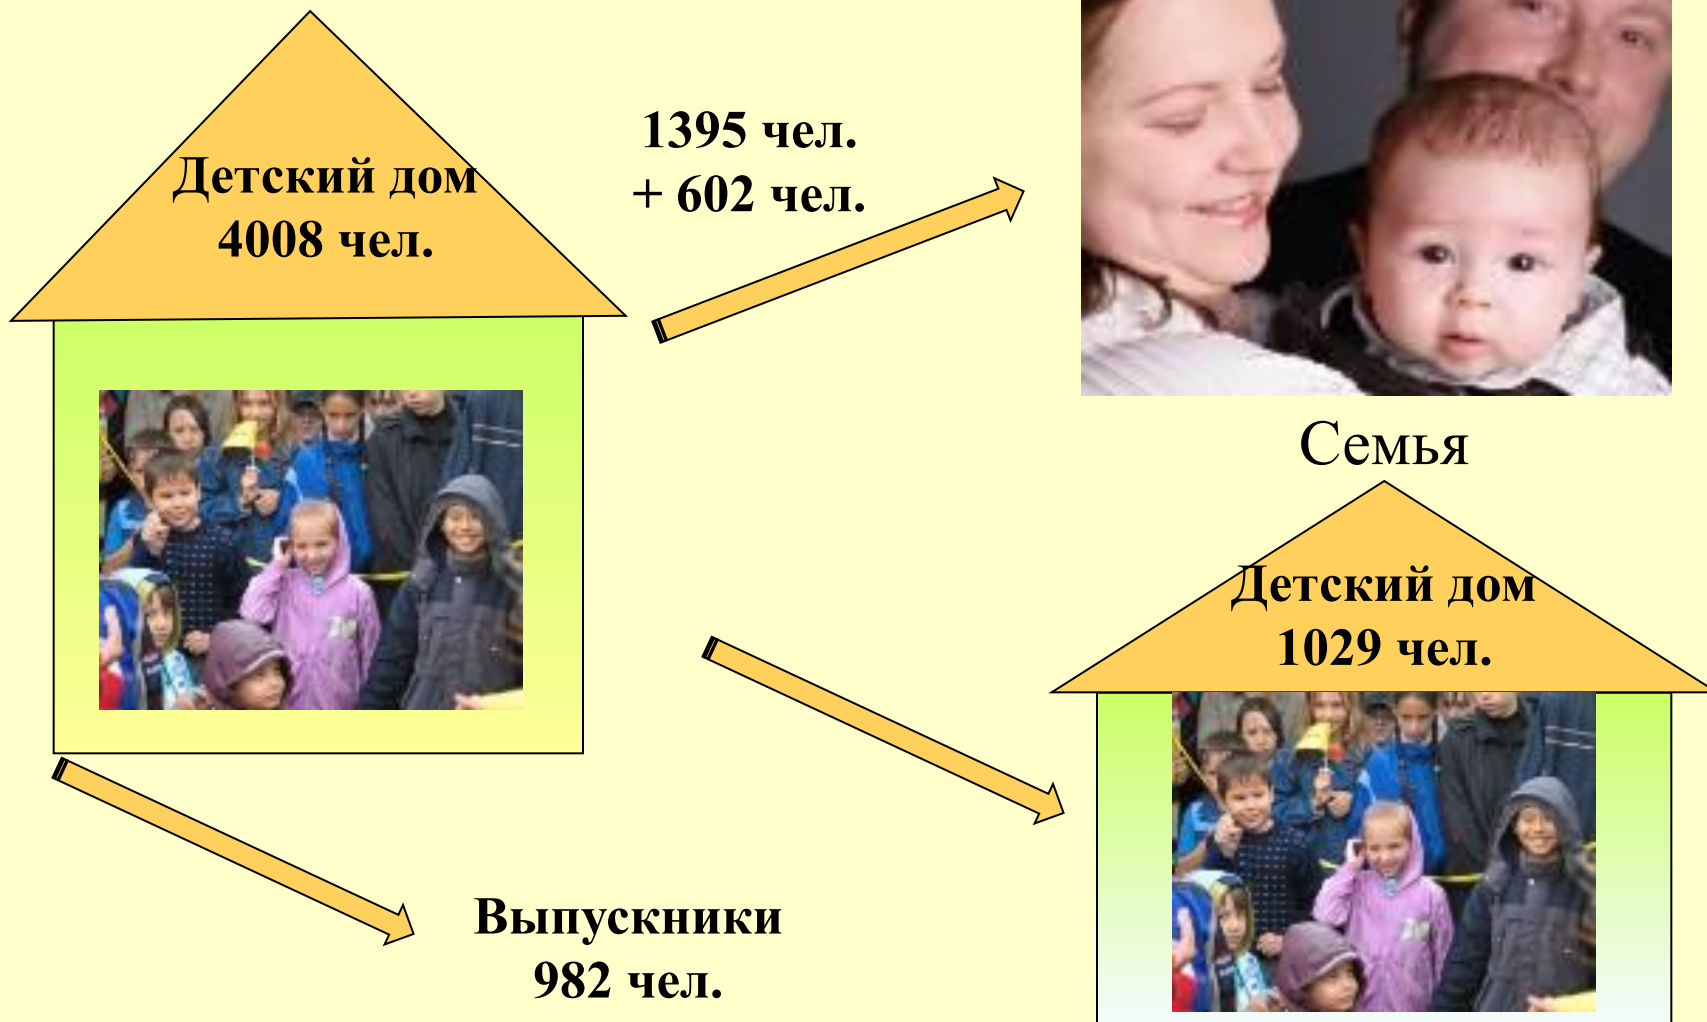 Детский дом
4008 чел.
1395 чел.
+ 602 чел.
Семья
Детский дом
1029 чел.
Выпускники
982 чел.